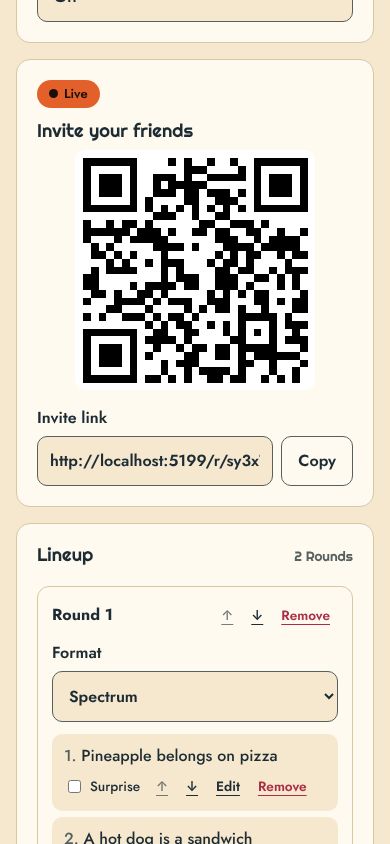 Live
Invite your friends
Invite link
http://localhost:5199/r/sy3x
Copy
Lineup
2 Rounds
Round 1
↑ ↓ Remove
Format
Spectrum
1. Pineapple belongs on pizza
Surprise ↑ ↓ Edit Remove
2. A hot dog is a sandwich